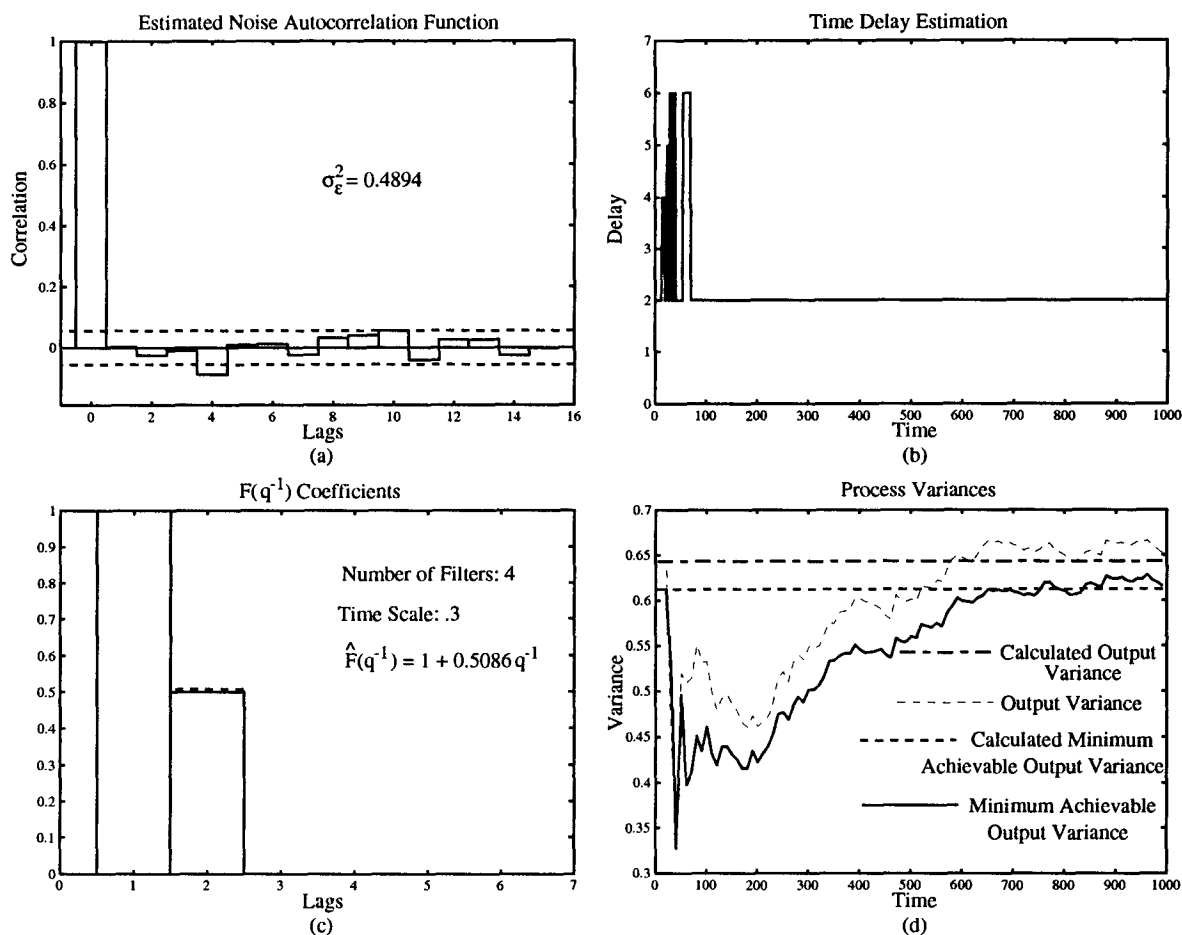 Estimated Noise Autocorrelation Function
1
0.8
0.6
0.4
0.2
0
Correlation
σ²_ε = 0.4894
0 2 4 6 8 10 12 14 16
Lags
(a)
Time Delay Estimation
7
6
5
4
3
2
1
0
Delay
0 100 200 300 400 500 600 700 800 900 1000
Time
(b)
F(q⁻¹) Coefficients
1
0.9
0.8
0.7
0.6
0.5
0.4
0.3
0.2
0.1
0
Number of Filters: 4
Time Scale: .3
F̂(q⁻¹) = 1 + 0.5086 q⁻¹
0 1 2 3 4 5 6 7
Lags
(c)
Process Variances
0.7
0.65
0.6
0.55
0.5
0.45
0.4
0.35
0.3
Variance
Calculated Output
Variance
Output Variance
Calculated Minimum
Achievable Output Variance
Minimum Achievable
Output Variance
0 100 200 300 400 500 600 700 800 900 1000
Time
(d)